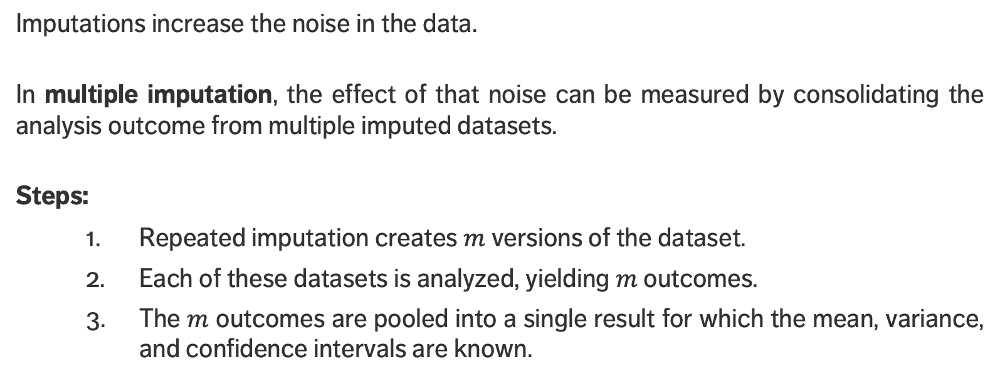 Imputations increase the noise in the data.
In multiple imputation, the effect of that noise can be measured by consolidating the
analysis outcome from multiple imputed datasets.
Steps:
1. Repeated imputation creates m versions of the dataset.
2. Each of these datasets is analyzed, yielding m outcomes.
3. The m outcomes are pooled into a single result for which the mean, variance,
and confidence intervals are known.